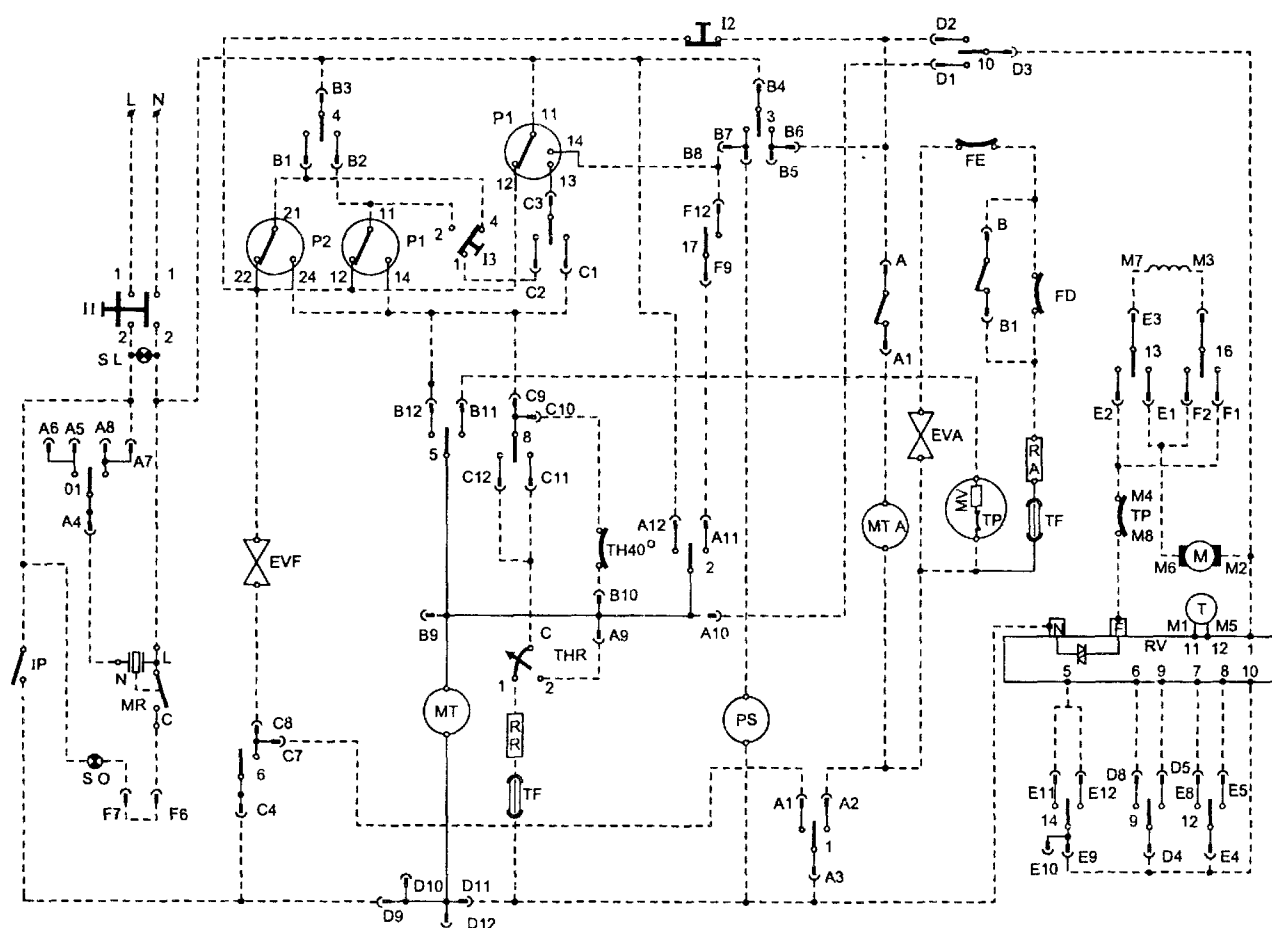 I2
D2
L N
B3
4
P1
11
14
B4
3
B7
B6
10
D3
D1
B8
B5
FE
B1
B2
12
13
C3
F12
21
11
2
4
P2
P1
I3
1
17
22
24
12
14
C2
C1
F9
A
B
M7
M3
1
1
I1
2
2
S L
FD
B1
E3
13
16
A1
A6
A5
A8
A7
B12
B11
C9
C10
8
E2
E1
F2
F1
5
C12
C11
EVA
RA
01
A4
MV
TP
TF
M4
TP
M8
MT A
A12
A11
EVF
TH40°
2
M6
M
M2
B10
B9
A9
A10
C
THR
N
F
T
M1
M5
RV
11
12
1
IP
L
N
MR
C
1
2
5
6
9
7
8
10
MT
PS
RR
C8
C7
S O
6
F7
F6
C4
TF
A1
A2
1
A3
D8
D5
E11
E12
E8
E5
14
9
12
E10
E9
D4
E4
D10
D11
D9
D12